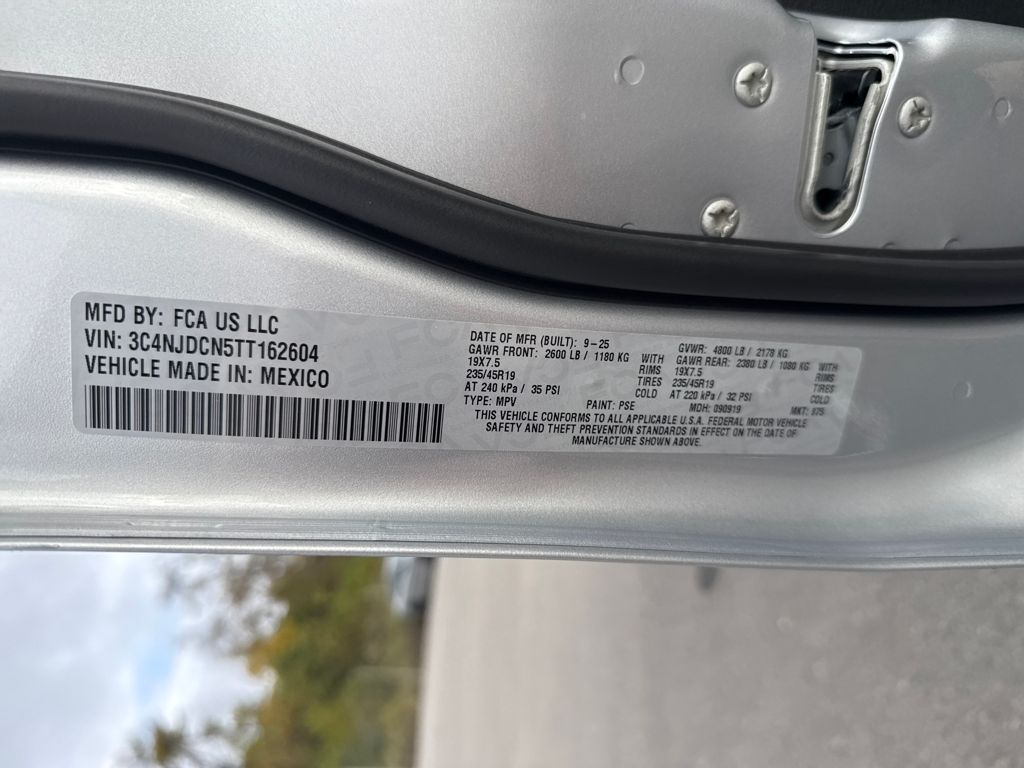 MFD BY: FCA US LLC
VIN: 3C4NJDCN5TT162604
VEHICLE MADE IN: MEXICO
DATE OF MFR (BUILT): 9-25
GAWR FRONT: 2600 LB / 1180 KG WITH
19X7.5 RIMS
235/45R19 TIRES
AT 240 kPa / 35 PSI COLD
GVWR: 4800 LB / 2178 KG
GAWR REAR: 2380 LB / 1080 KG WITH
19X7.5 RIMS
235/45R19 TIRES
AT 220 kPa / 32 PSI COLD
TYPE: MPV PAINT: PSE MDH: 090919 MKT: 975
THIS VEHICLE CONFORMS TO ALL APPLICABLE U.S.A. FEDERAL MOTOR VEHICLE
SAFETY AND THEFT PREVENTION STANDARDS IN EFFECT ON THE DATE OF
MANUFACTURE SHOWN ABOVE.